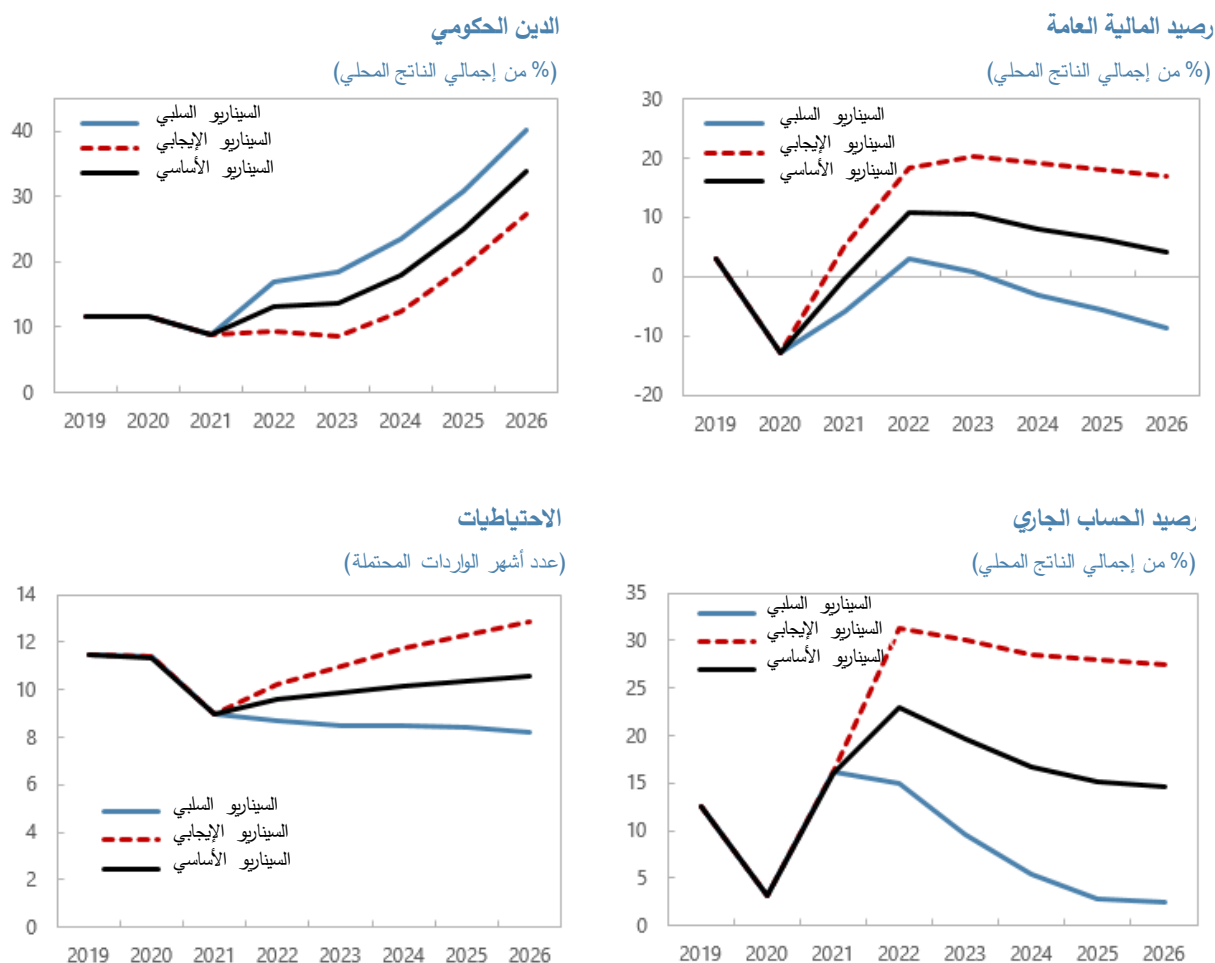 رصيد المالية العامة
(% من إجمالي الناتج المحلي)
30
20
10
0
-10
-20
السيناريو السلبي
السيناريو الإيجابي
السيناريو الأساسي
2019 2020 2021 2022 2023 2024 2025 2026
الدين الحكومي
(% من إجمالي الناتج المحلي)
40
30
20
10
0
السيناريو السلبي
السيناريو الإيجابي
السيناريو الأساسي
2019 2020 2021 2022 2023 2024 2025 2026
رصيد الحساب الجاري
(% من إجمالي الناتج المحلي)
35
30
25
20
15
10
5
0
السيناريو السلبي
السيناريو الإيجابي
السيناريو الأساسي
2019 2020 2021 2022 2023 2024 2025 2026
الاحتياطيات
(عدد أشهر الواردات المحتملة)
14
12
10
8
6
4
2
0
السيناريو السلبي
السيناريو الإيجابي
السيناريو الأساسي
2019 2020 2021 2022 2023 2024 2025 2026